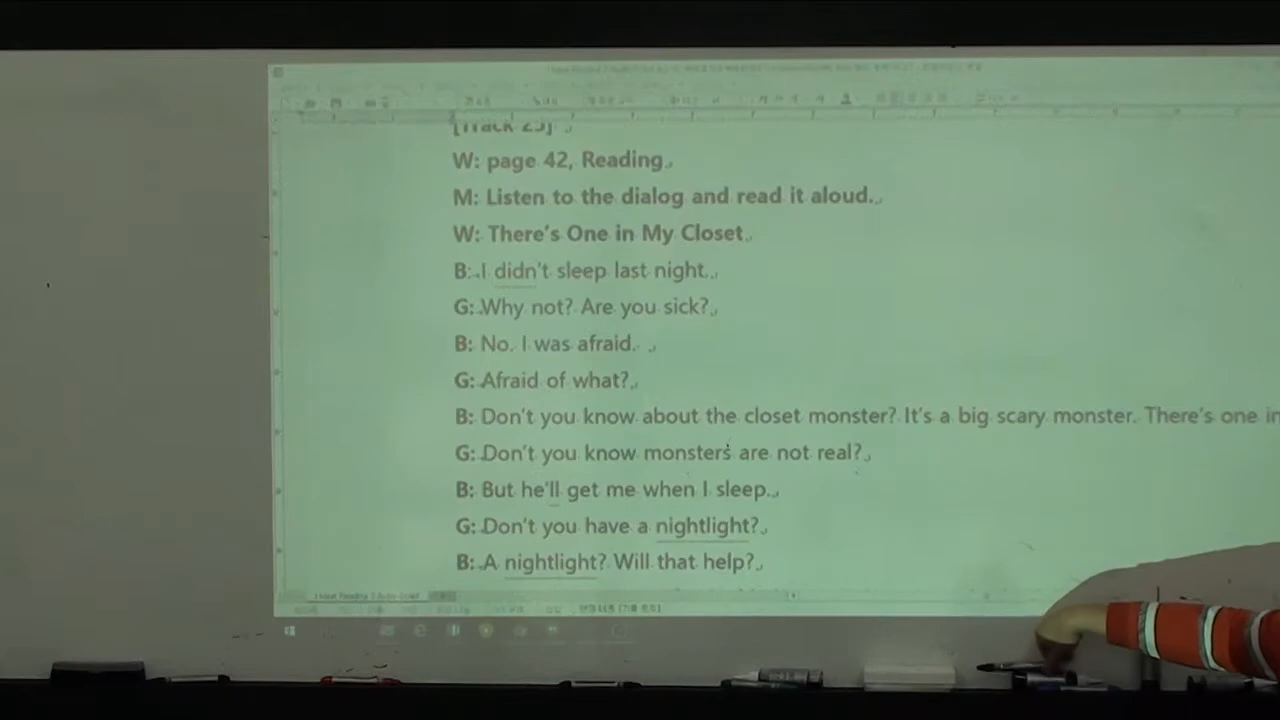 [Track 25]
W: page 42, Reading
M: Listen to the dialog and read it aloud.
W: There's One in My Closet
B: I didn't sleep last night.
G: Why not? Are you sick?
B: No. I was afraid.
G: Afraid of what?
B: Don't you know about the closet monster? It's a big scary monster. There's one in
G: Don't you know monsters are not real?
B: But he'll get me when I sleep.
G: Don't you have a nightlight?
B: A nightlight? Will that help?